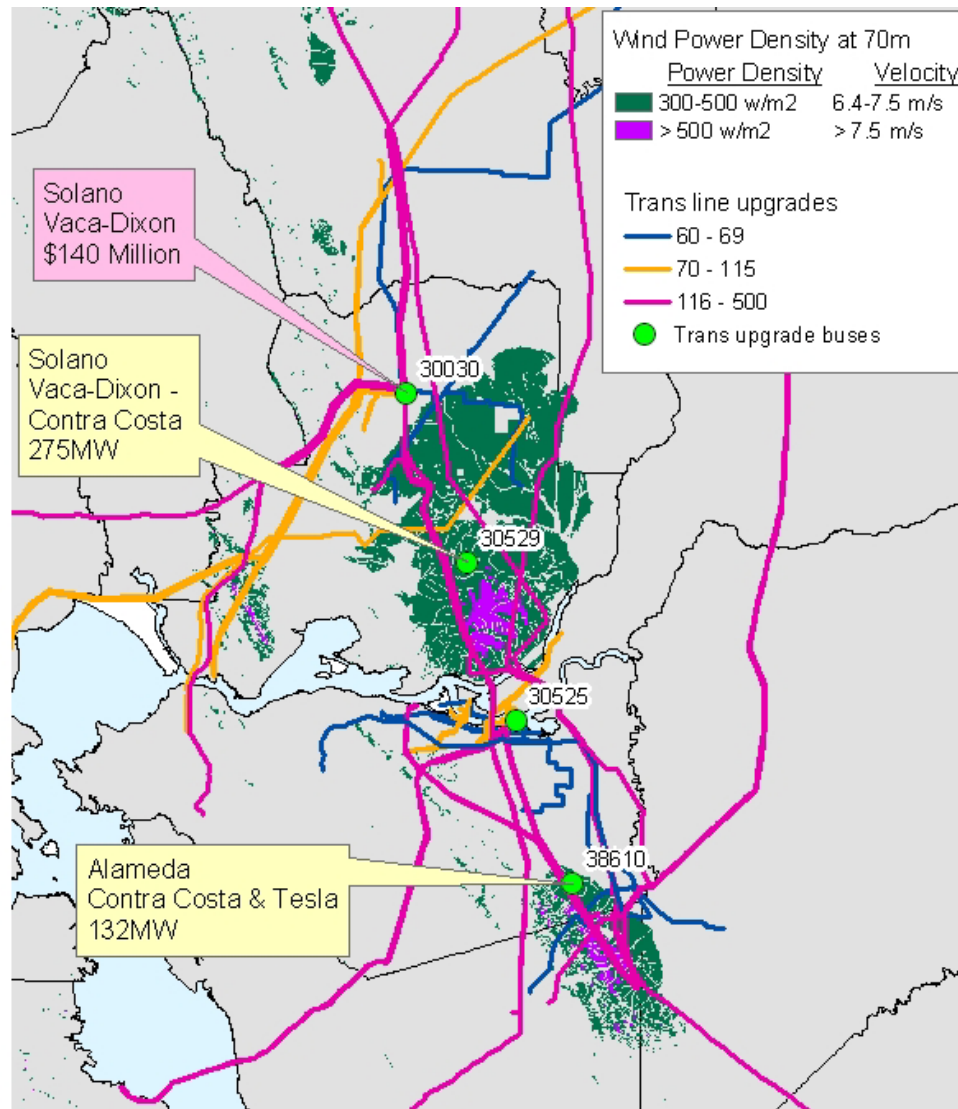 Wind Power Density at 70m
Power Density Velocity
300-500 w/m2 6.4-7.5 m/s
> 500 w/m2 > 7.5 m/s
Trans line upgrades
60 - 69
70 - 115
116 - 500
Trans upgrade buses
Solano
Vaca-Dixon
$140 Million
Solano
Vaca-Dixon -
Contra Costa
275MW
30030
30529
30525
38610
Alameda
Contra Costa & Tesla
132MW